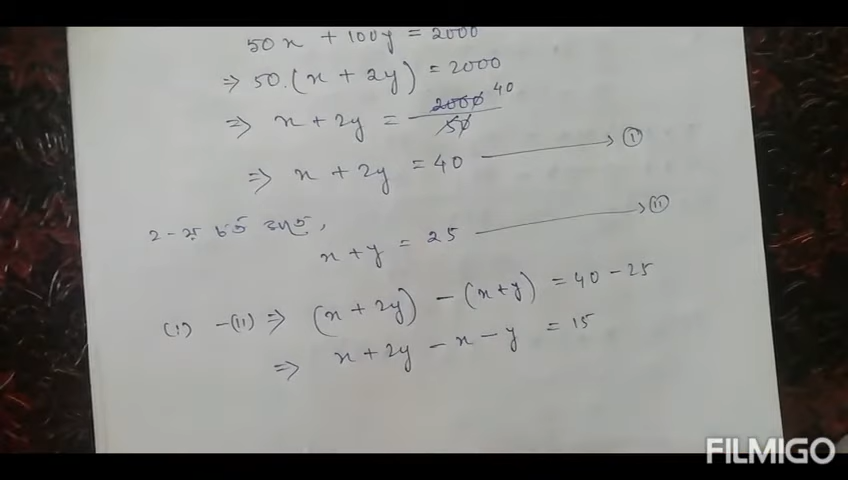 50x + 100y = 2000
⇒ 50.(x + 2y) = 2000
⇒ x + 2y = 2000/50 40
⇒ x + 2y = 40 → (i)
x + y = 25 → (ii)
(i) - (ii) ⇒ (x + 2y) - (x+y) = 40 - 25
⇒ x + 2y - x - y = 15
FILMIGO